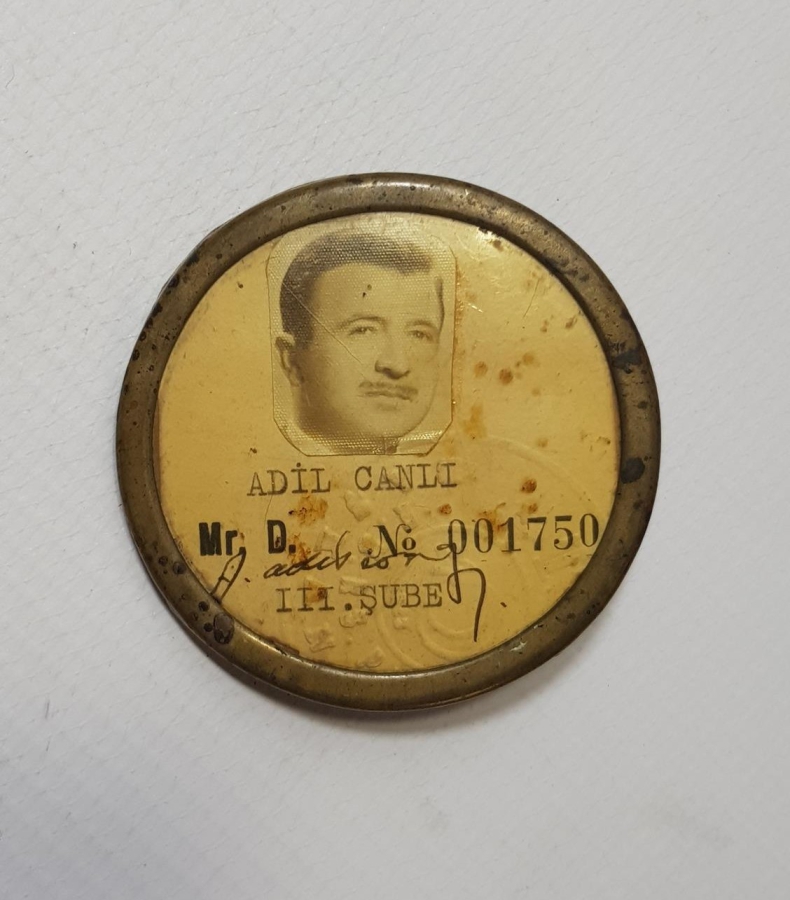 ADİL CANLI
Mr. D. № 001750
III.ŞUBE